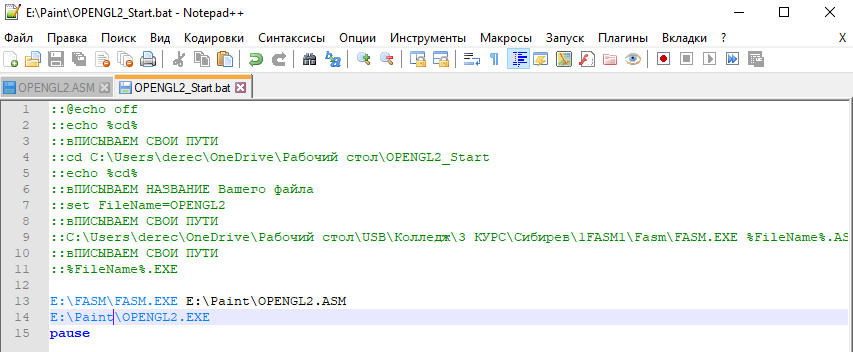 E:\Paint\OPENGL2_Start.bat - Notepad++
Файл Правка Поиск Вид Кодировки Синтаксисы Опции Инструменты Макросы Запуск Плагины Вкладки ? X
OPENGL2.ASM OPENGL2_Start.bat
1 ::@echo off
2 ::echo %cd%
3 ::вПИСЫВАЕМ СВОИ ПУТИ
4 ::cd C:\Users\derec\OneDrive\Рабочий стол\OPENGL2_Start
5 ::echo %cd%
6 ::вПИСЫВАЕМ НАЗВАНИЕ Вашего файла
7 ::set FileName=OPENGL2
8 ::вПИСЫВАЕМ СВОИ ПУТИ
9 ::C:\Users\derec\OneDrive\Рабочий стол\USB\Колледж\3 КУРС\Сибирев\1FASM1\Fasm\FASM.EXE %FileName%.AS
10 ::вПИСЫВАЕМ СВОИ ПУТИ
11 ::%FileName%.EXE
12
13 E:\FASM\FASM.EXE E:\Paint\OPENGL2.ASM
14 E:\Paint\OPENGL2.EXE
15 pause